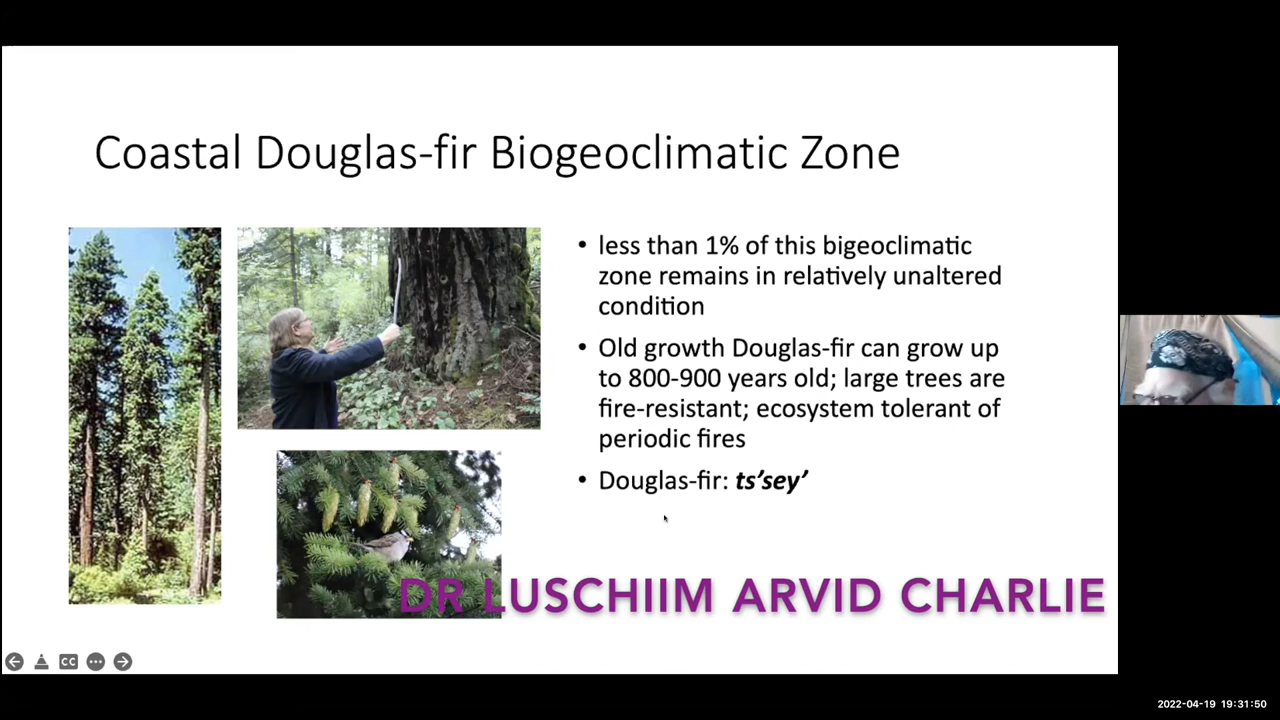 Coastal Douglas-fir Biogeoclimatic Zone
• less than 1% of this bigeoclimatic
zone remains in relatively unaltered
condition
• Old growth Douglas-fir can grow up
to 800-900 years old; large trees are
fire-resistant; ecosystem tolerant of
periodic fires
• Douglas-fir: ts’sey’
DR LUSCHIIM ARVID CHARLIE
CC
2022-04-19 19:31:50